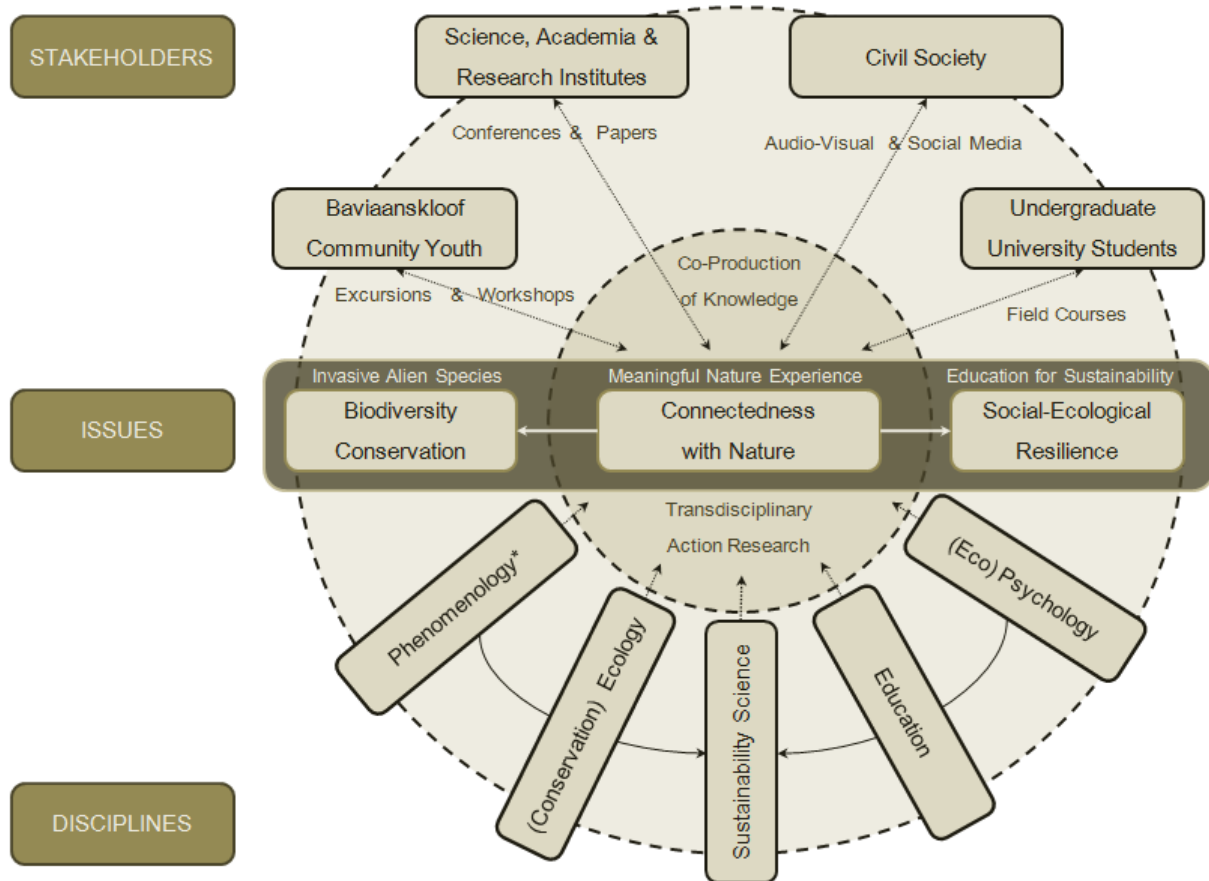 STAKEHOLDERS
Science, Academia &
Research Institutes
Civil Society
Conferences & Papers
Audio-Visual & Social Media
Baviaanskloof
Community Youth
Undergraduate
University Students
Co-Production
of Knowledge
Excursions & Workshops
Field Courses
ISSUES
Invasive Alien Species
Biodiversity
Conservation
Meaningful Nature Experience
Connectedness
with Nature
Education for Sustainability
Social-Ecological
Resilience
Transdisciplinary
Action Research
Phenomenology*
(Conservation) Ecology
Sustainability Science
Education
(Eco) Psychology
DISCIPLINES